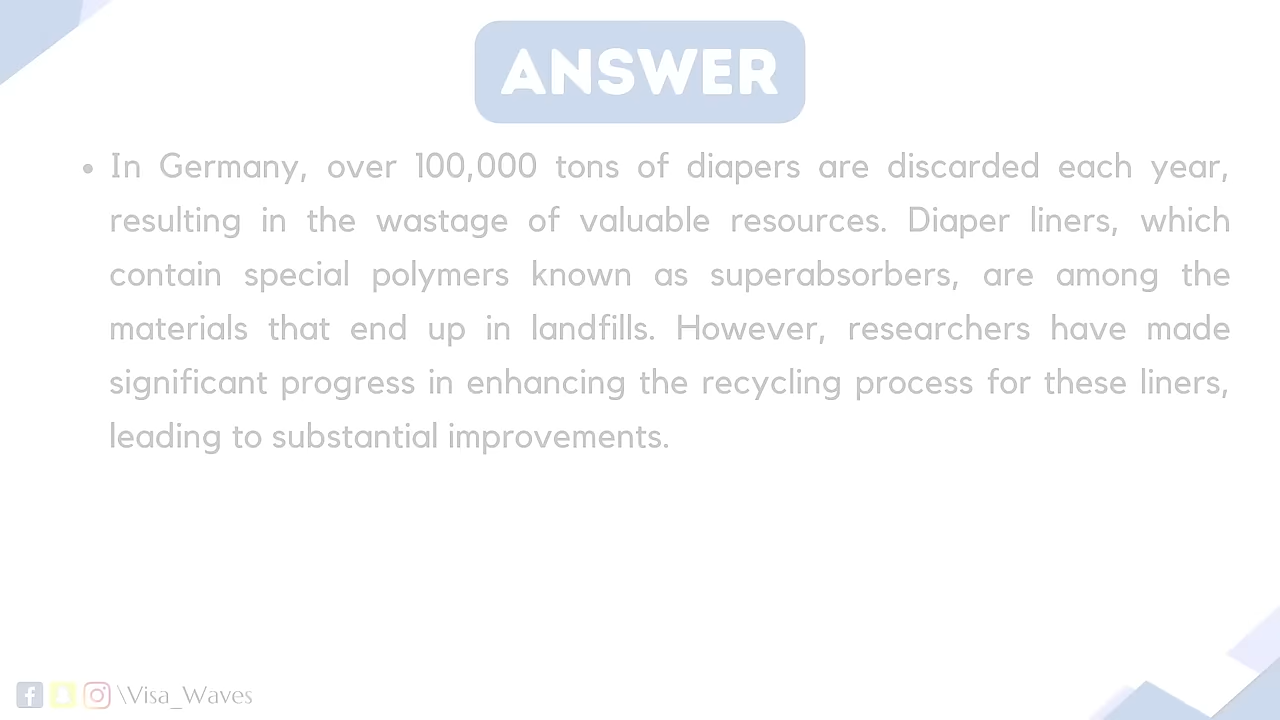 ANSWER
• In Germany, over 100,000 tons of diapers are discarded each year,
resulting in the wastage of valuable resources. Diaper liners, which
contain special polymers known as superabsorbers, are among the
materials that end up in landfills. However, researchers have made
significant progress in enhancing the recycling process for these liners,
leading to substantial improvements.
\Visa_Waves